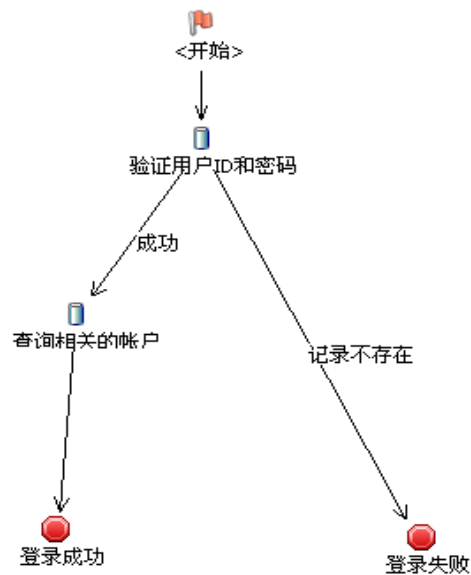 <开始>
验证用户ID和密码
成功
查询相关的帐户
记录不存在
登录成功
登录失败